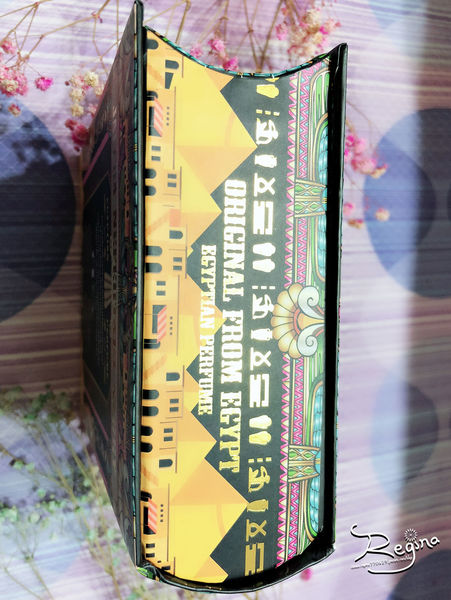 ORIGINAL FROM EGYPT
EGYPTIAN PERFUME
Regina